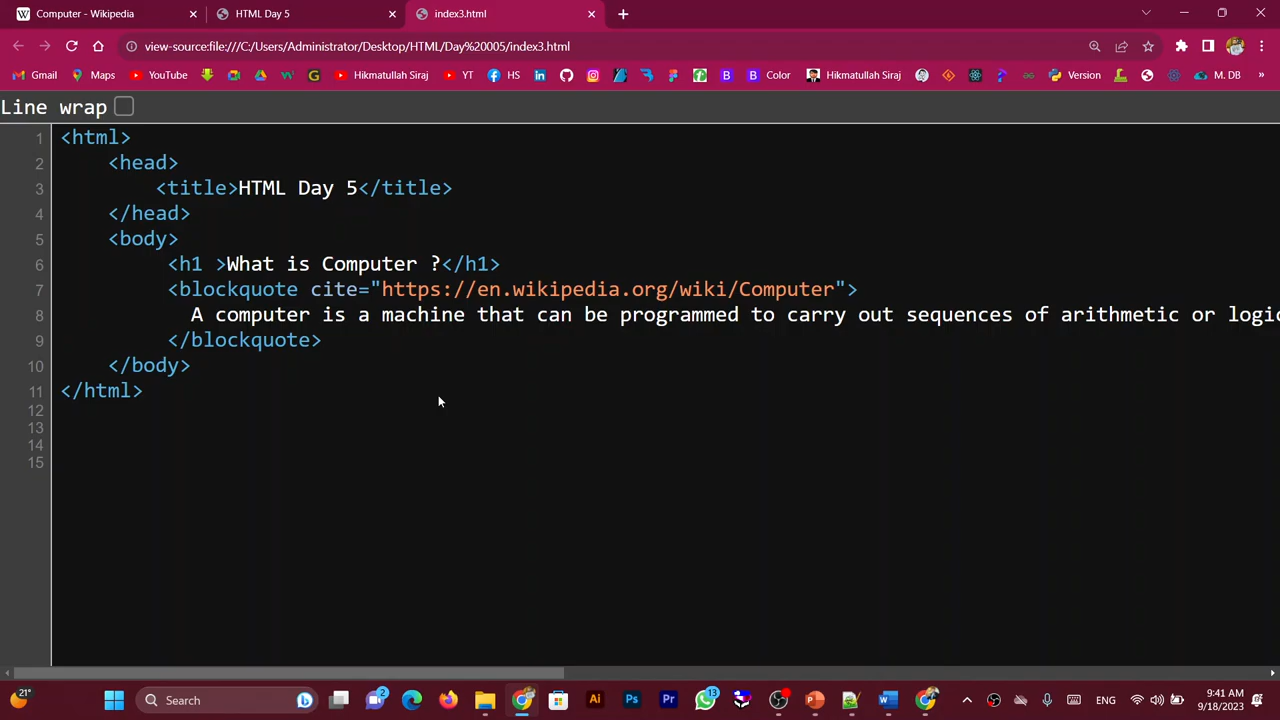 Computer - Wikipedia
HTML Day 5
index3.html
view-source:file:///C:/Users/Administrator/Desktop/HTML/Day%20005/index3.html
Gmail Maps YouTube Hikmatullah Siraj YT HS Color Hikmatullah Siraj Version M. DB »
Line wrap
1 <html>
2 <head>
3 <title>HTML Day 5</title>
4 </head>
5 <body>
6 <h1 >What is Computer ?</h1>
7 <blockquote cite="https://en.wikipedia.org/wiki/Computer">
8 A computer is a machine that can be programmed to carry out sequences of arithmetic or logic
9 </blockquote>
10 </body>
11 </html>
12
13
14
15
21° Search 2 Ai Ps Pr 13 ENG 9:41 AM
9/18/2023